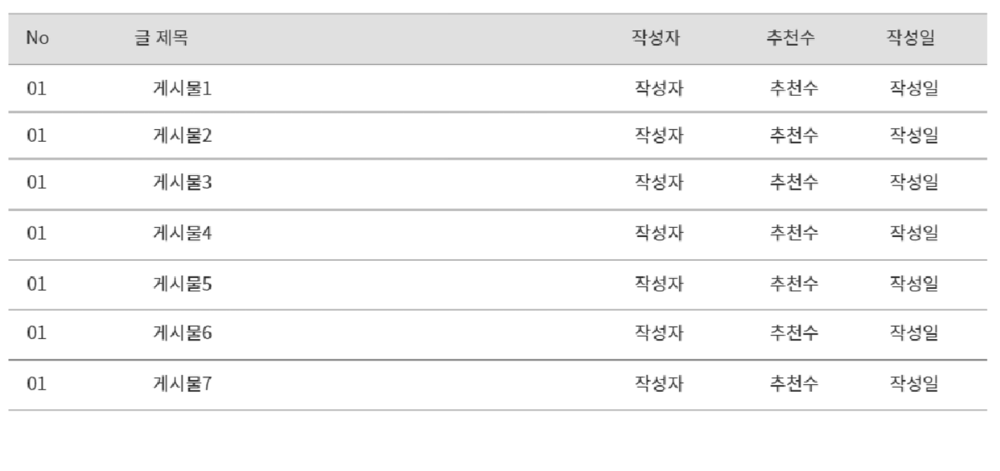 No 글 제목 작성자 추천수 작성일
01 게시물1 작성자 추천수 작성일
01 게시물2 작성자 추천수 작성일
01 게시물3 작성자 추천수 작성일
01 게시물4 작성자 추천수 작성일
01 게시물5 작성자 추천수 작성일
01 게시물6 작성자 추천수 작성일
01 게시물7 작성자 추천수 작성일